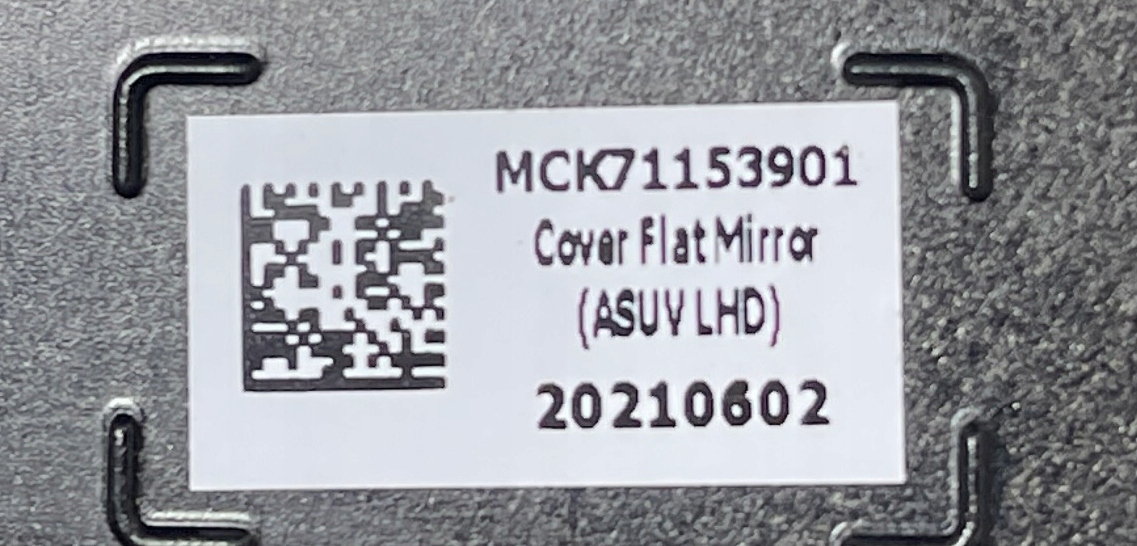 MCK71153901
Cover Flat Mirror
(ASUV LHD)
20210602